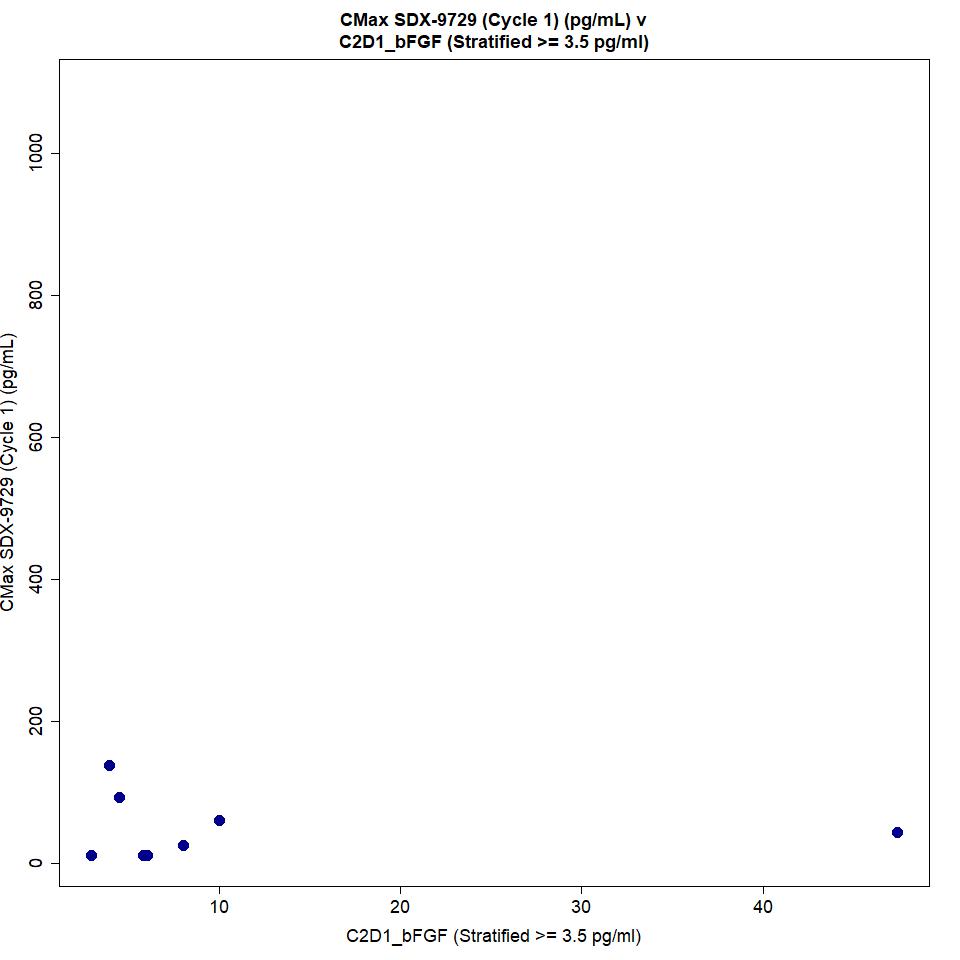 CMax SDX-9729 (Cycle 1) (pg/mL) v
C2D1_bFGF (Stratified >= 3.5 pg/ml)
1000
800
600
400
200
0
CMax SDX-9729 (Cycle 1) (pg/mL)
10 20 30 40
C2D1_bFGF (Stratified >= 3.5 pg/ml)